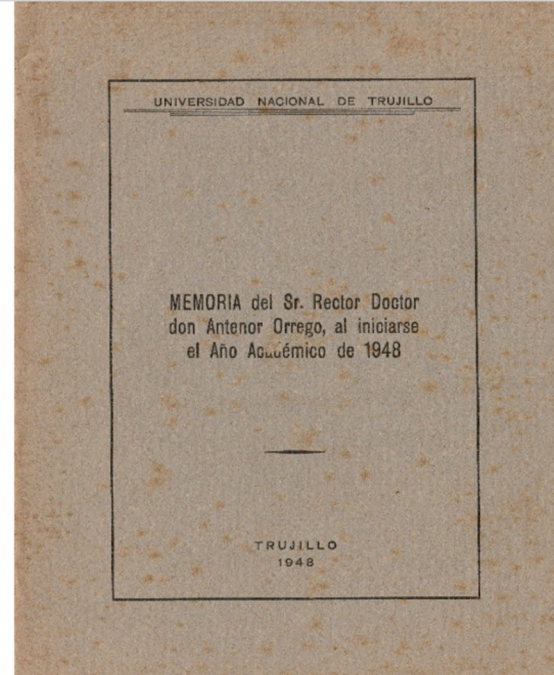 UNIVERSIDAD NACIONAL DE TRUJILLO
MEMORIA del Sr. Rector Doctor
don Antenor Orrego, al iniciarse
el Año Académico de 1948
TRUJILLO
1948